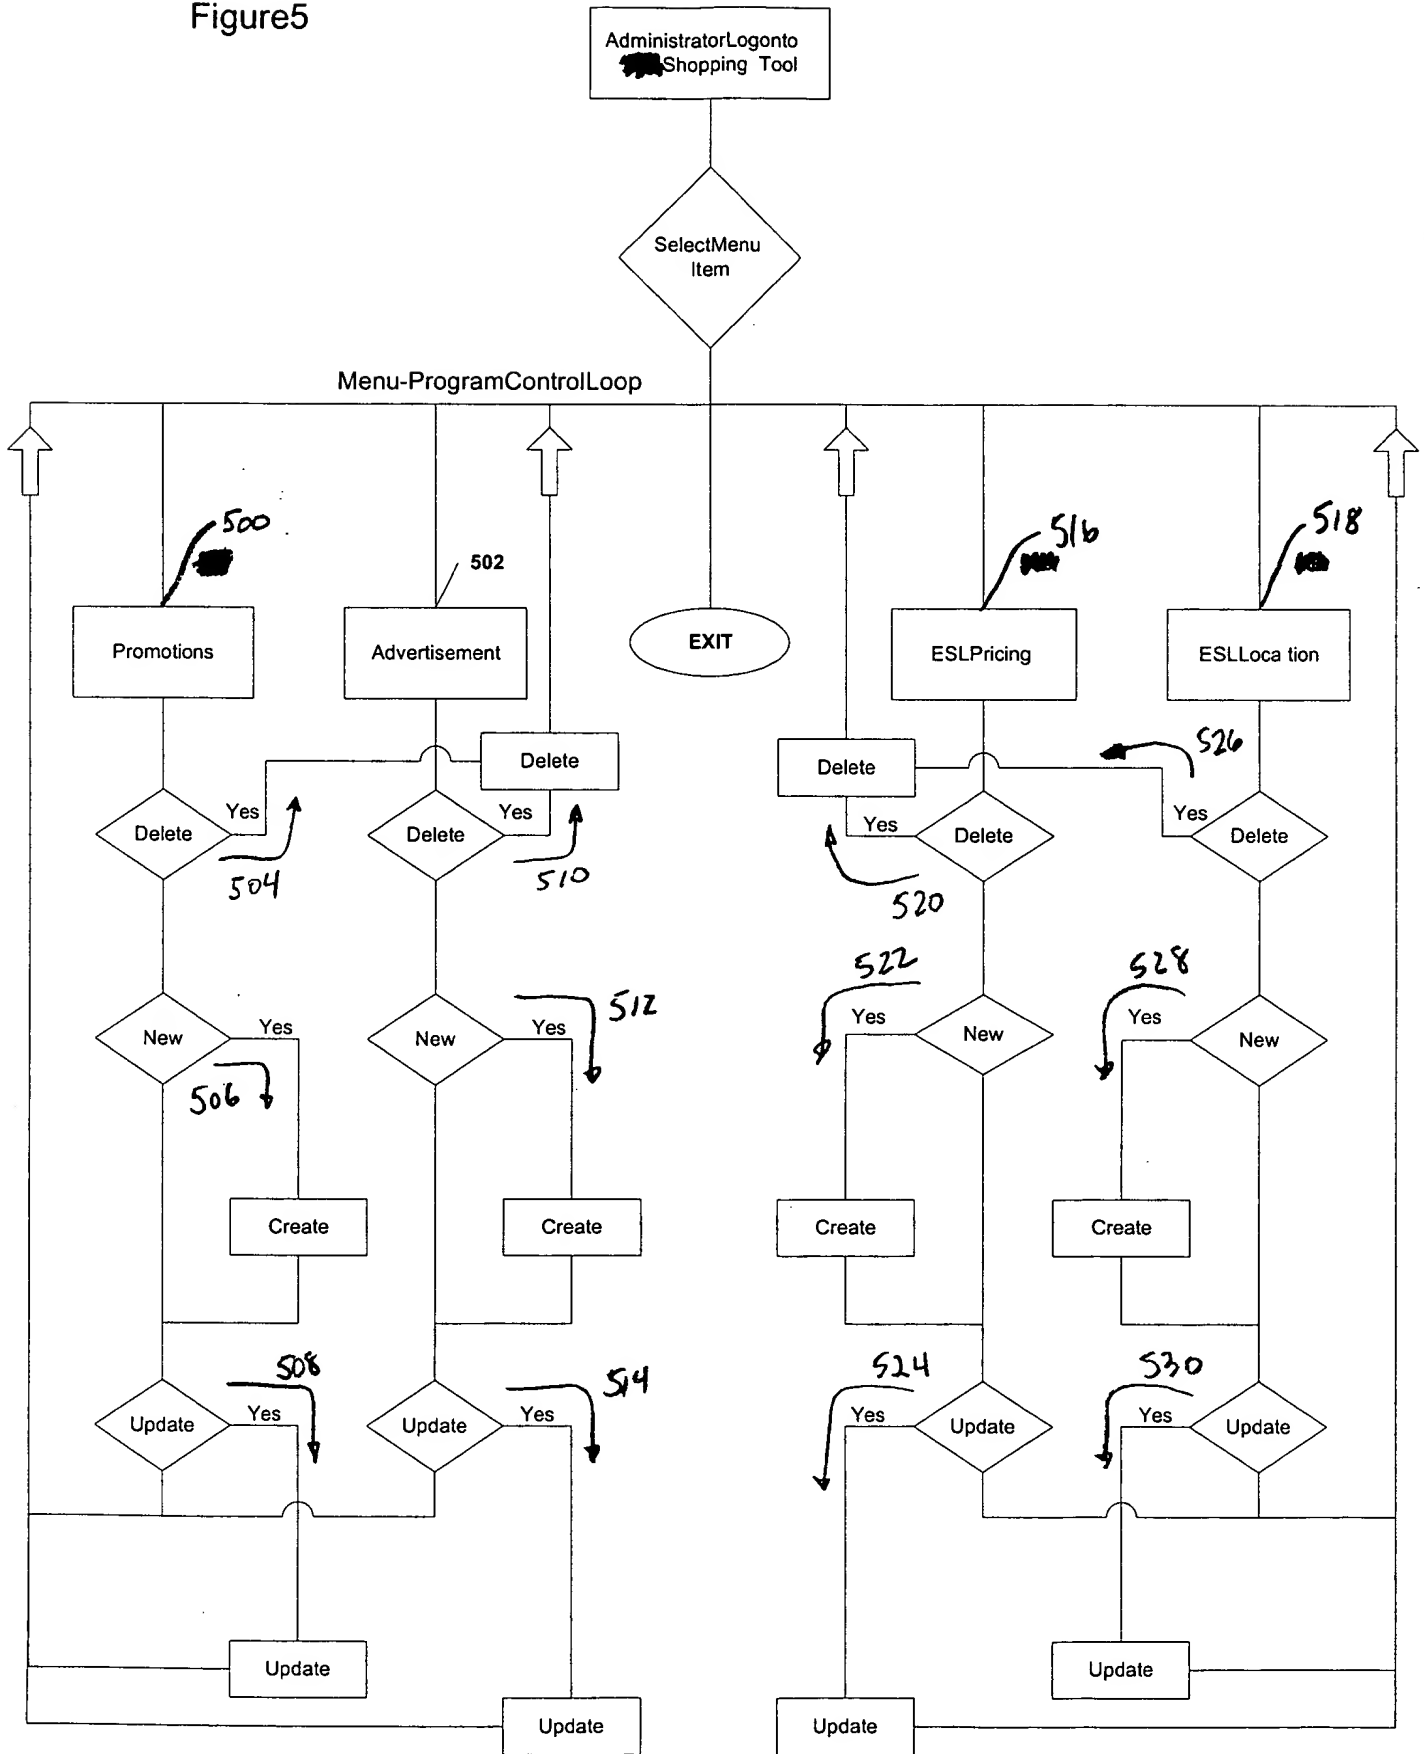 Figure5
AdministratorLogonto
Shopping Tool
SelectMenu
Item
Menu-ProgramControlLoop
500
502
516
518
Promotions
Advertisement
EXIT
ESLPricing
ESLLoca tion
526
Delete
Delete
Yes
Yes
Yes
Yes
Delete
Delete
Delete
Delete
504
510
520
522
528
512
New
Yes
New
Yes
Yes
New
Yes
New
506
Create
Create
Create
Create
508
514
524
530
Update
Yes
Update
Yes
Yes
Update
Yes
Update
Update
Update
Update
Update